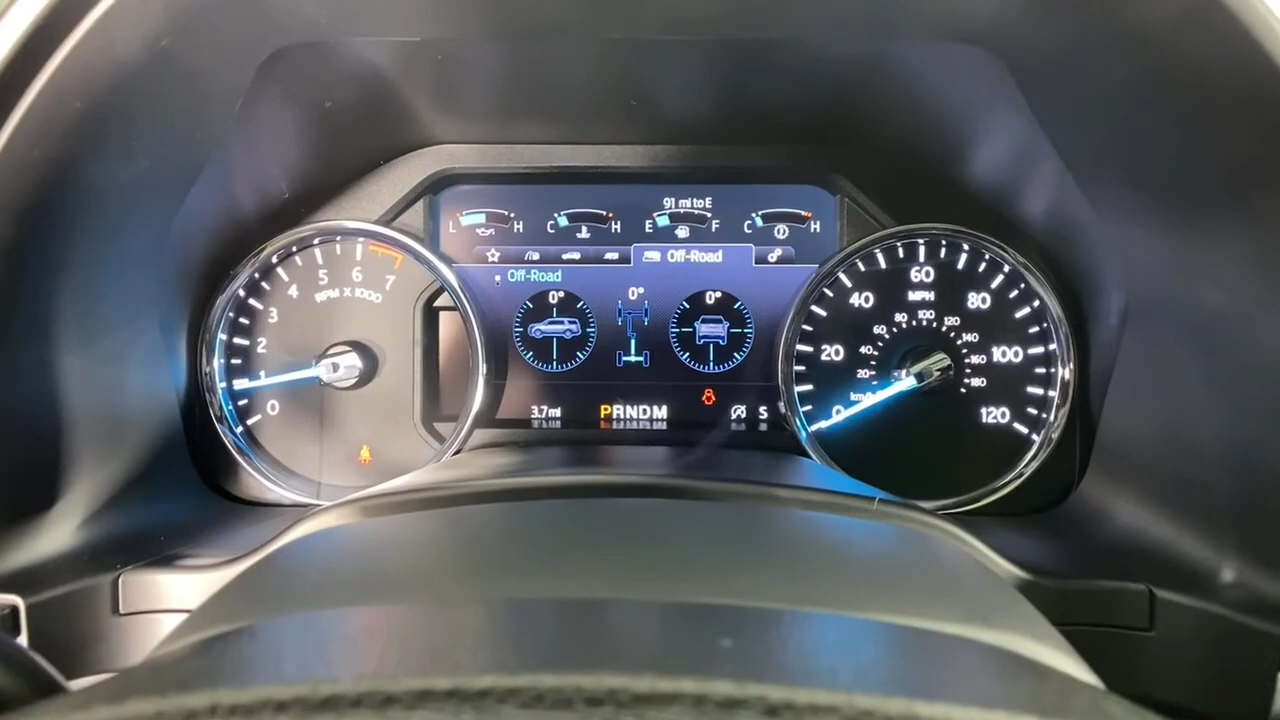 91 mi to E
L H C H E F C H
Off-Road
Off-Road
0° 0° 0°
3.7 mi PRNDM S
0 1 2 3 4 5 6 7
RPM X 1000
0 20 40 60 80 100 120
MPH
20 40 60 80 100 120 140 160 180